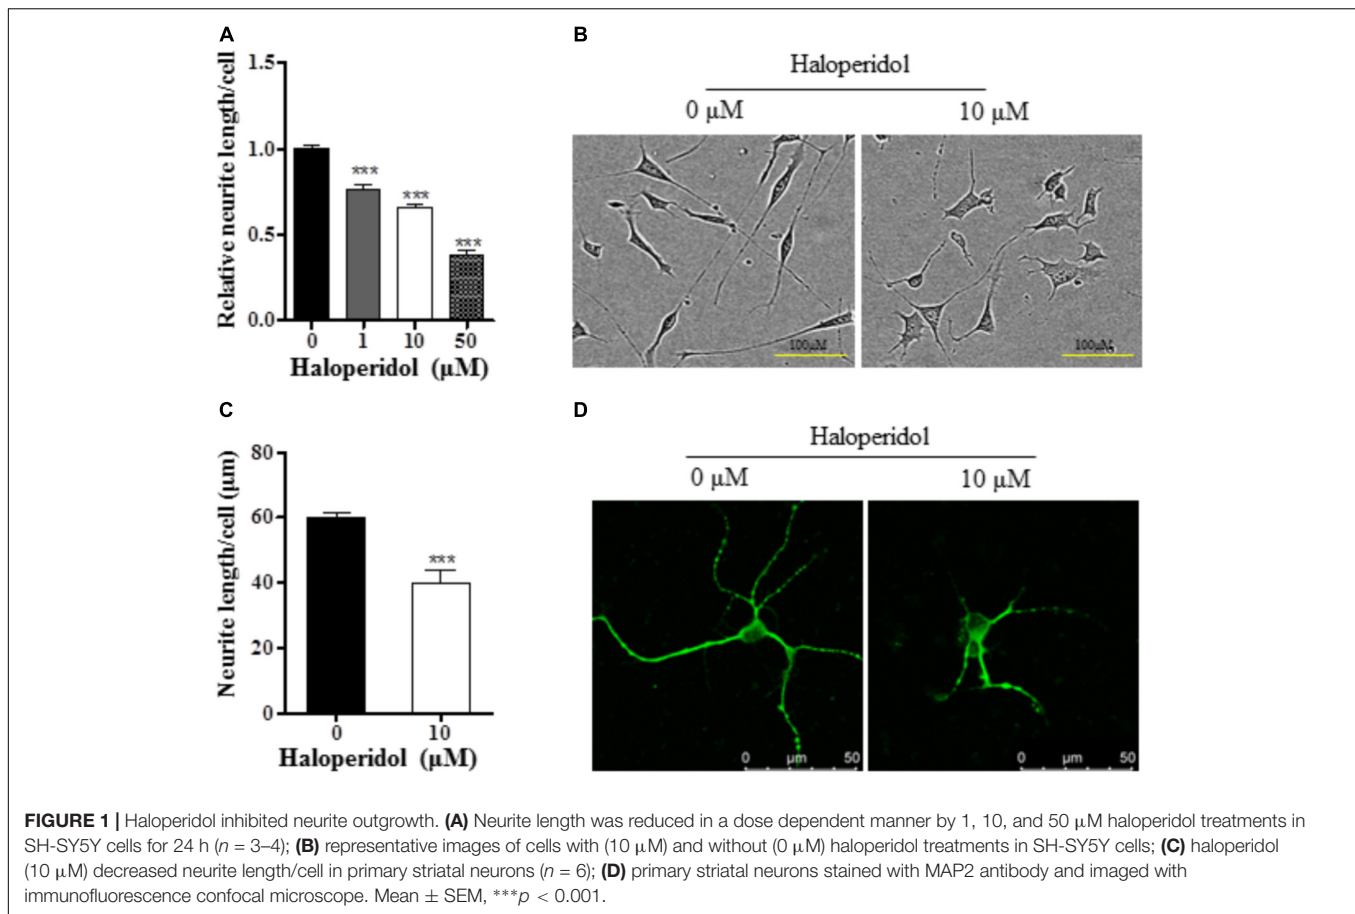 A
1.5
1.0
0.5
0.0
Relative neurite length/cell
***
***
***
0 1 10 50
Haloperidol (μM)
B
Haloperidol
0 μM 10 μM
100μM
100μM
C
80
60
40
20
0
Neurite length/cell (μm)
***
0 10
Haloperidol (μM)
D
Haloperidol
0 μM 10 μM
0 μm 50
0 μm 50
FIGURE 1 | Haloperidol inhibited neurite outgrowth. (A) Neurite length was reduced in a dose dependent manner by 1, 10, and 50 μM haloperidol treatments in
SH-SY5Y cells for 24 h (n = 3–4); (B) representative images of cells with (10 μM) and without (0 μM) haloperidol treatments in SH-SY5Y cells; (C) haloperidol
(10 μM) decreased neurite length/cell in primary striatal neurons (n = 6); (D) primary striatal neurons stained with MAP2 antibody and imaged with
immunofluorescence confocal microscope. Mean ± SEM, ***p < 0.001.